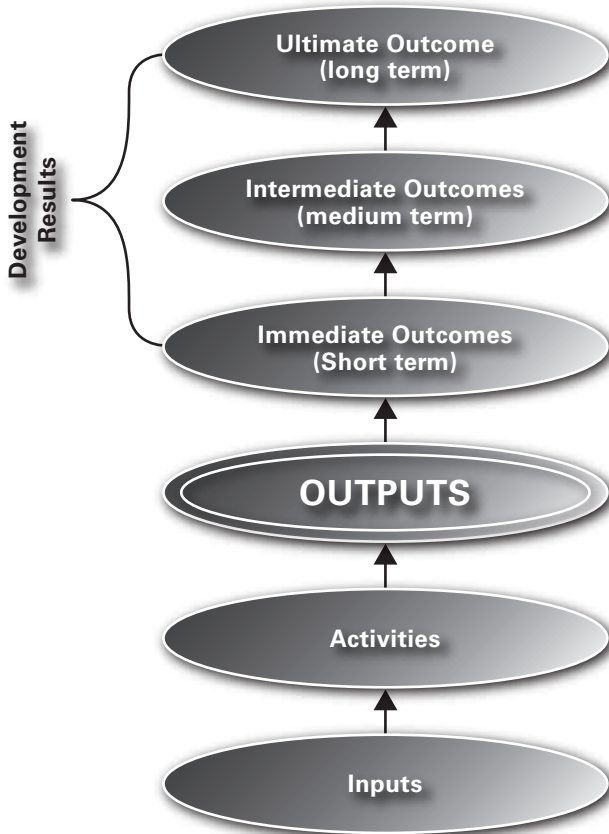 Ultimate Outcome
(long term)
Development
Results
Intermediate Outcomes
(medium term)
Immediate Outcomes
(Short term)
OUTPUTS
Activities
Inputs